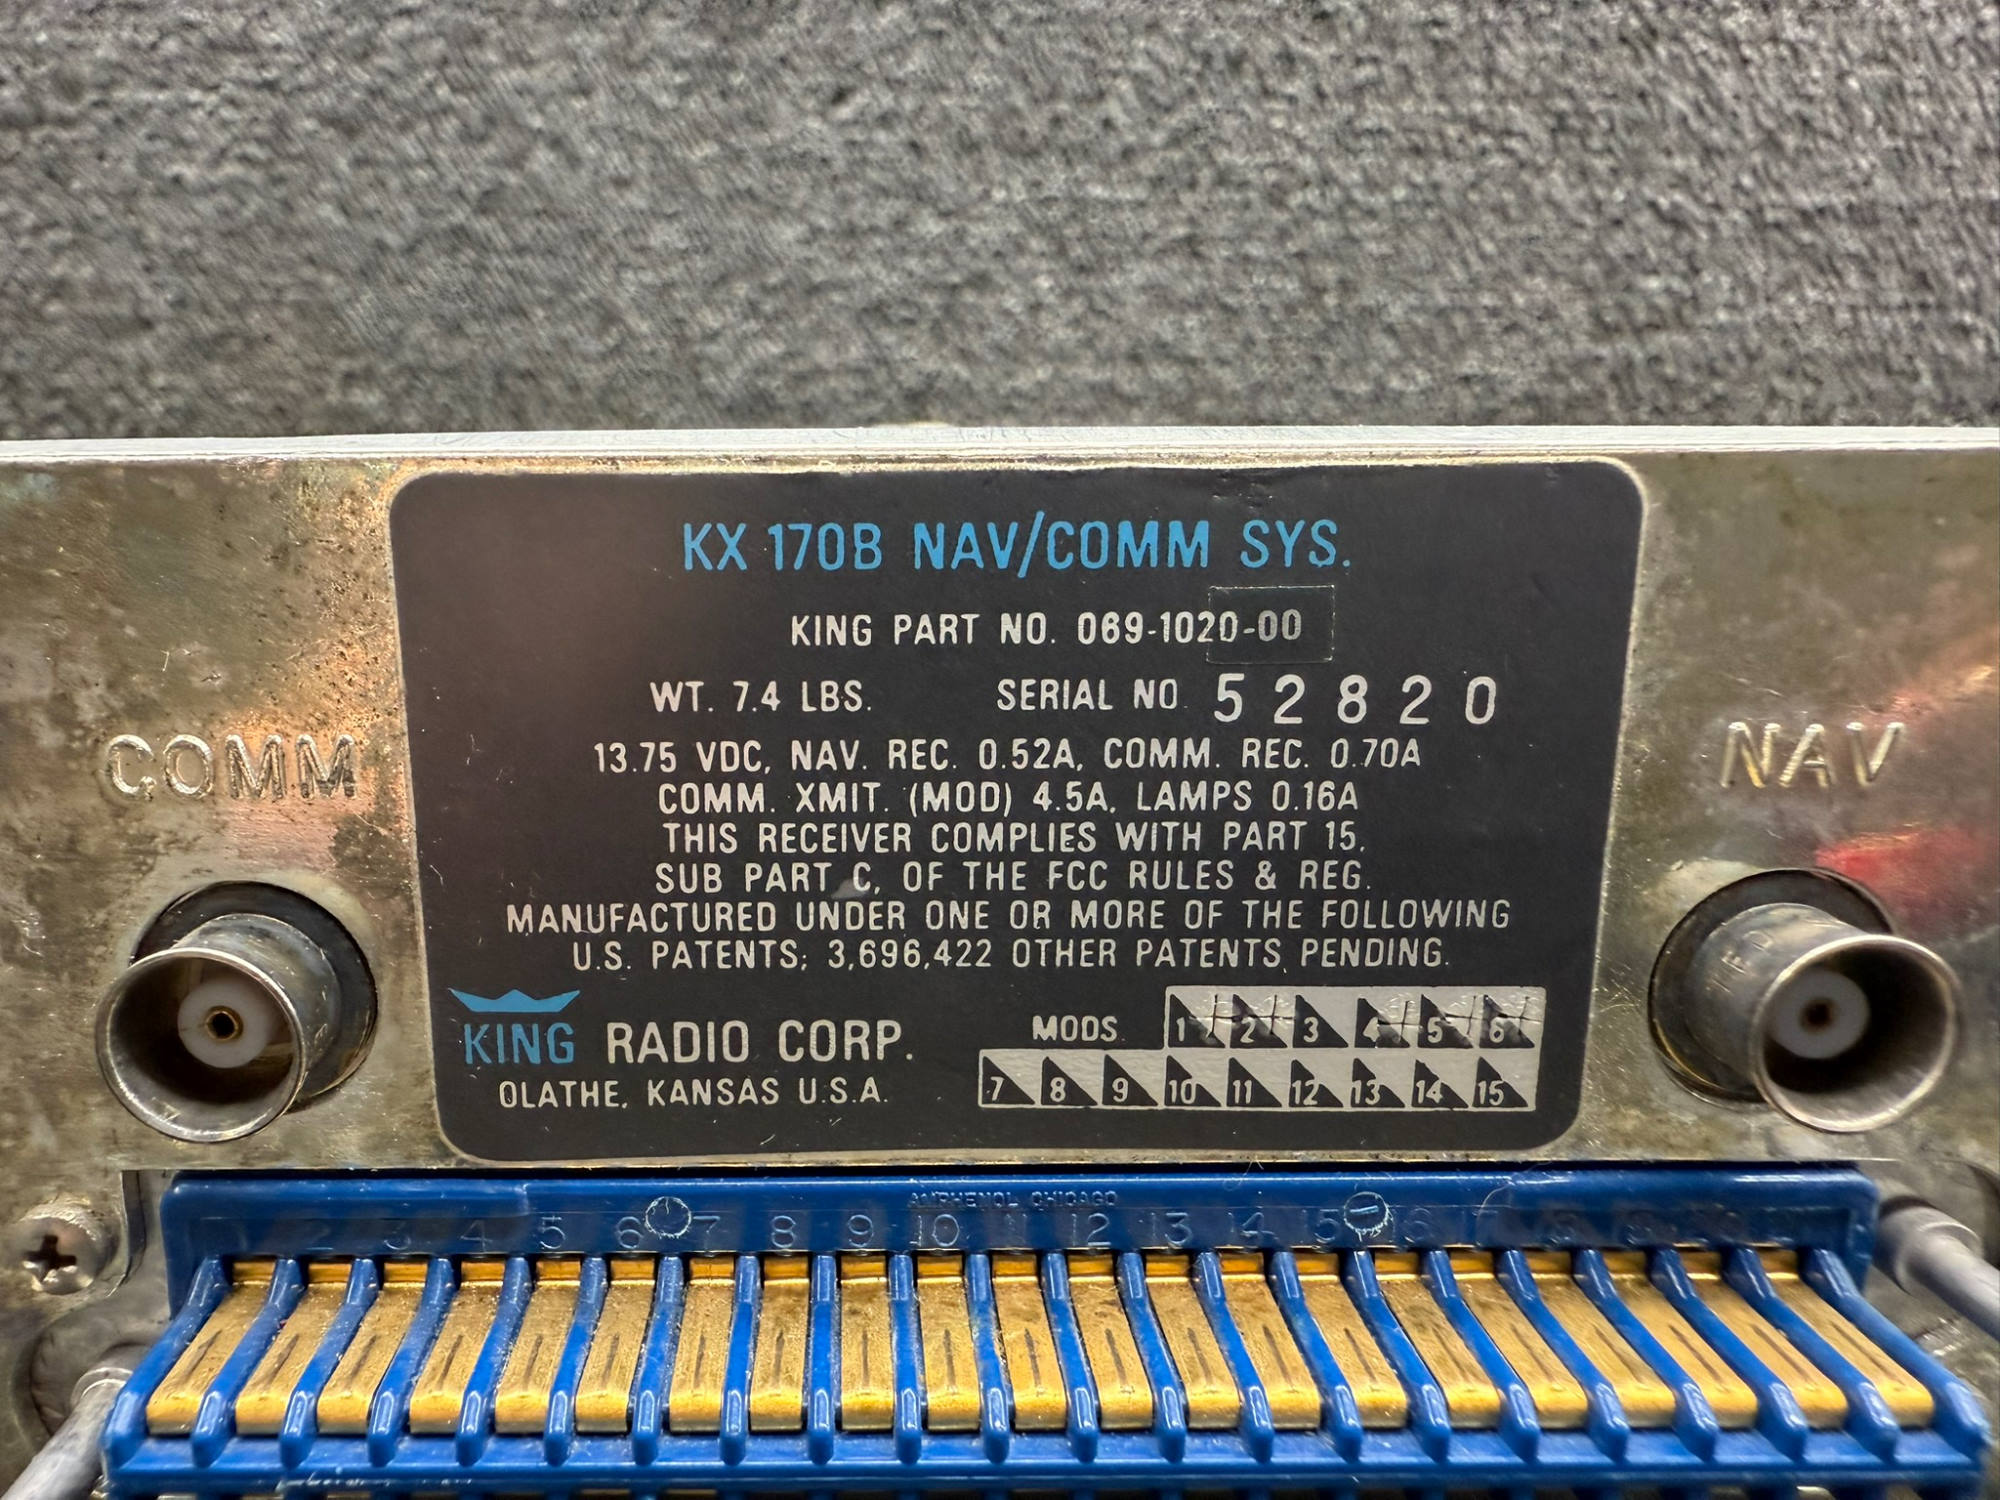 KX 170B NAV/COMM SYS.
KING PART NO. 069-1020-00
WT. 7.4 LBS. SERIAL NO. 52820
13.75 VDC, NAV. REC. 0.52A, COMM. REC. 0.70A
COMM. XMIT. (MOD) 4.5A, LAMPS 0.16A
THIS RECEIVER COMPLIES WITH PART 15,
SUB PART C, OF THE FCC RULES & REG.
MANUFACTURED UNDER ONE OR MORE OF THE FOLLOWING
U.S. PATENTS; 3,696,422 OTHER PATENTS PENDING.
KING RADIO CORP.
OLATHE, KANSAS U.S.A.
MODS. 1 2 3 4 5 6
7 8 9 10 11 12 13 14 15
COMM
NAV
AMPHENOL CHICAGO
1 2 3 4 5 6 7 8 9 10 11 12 13 14 15 16 17 18 19